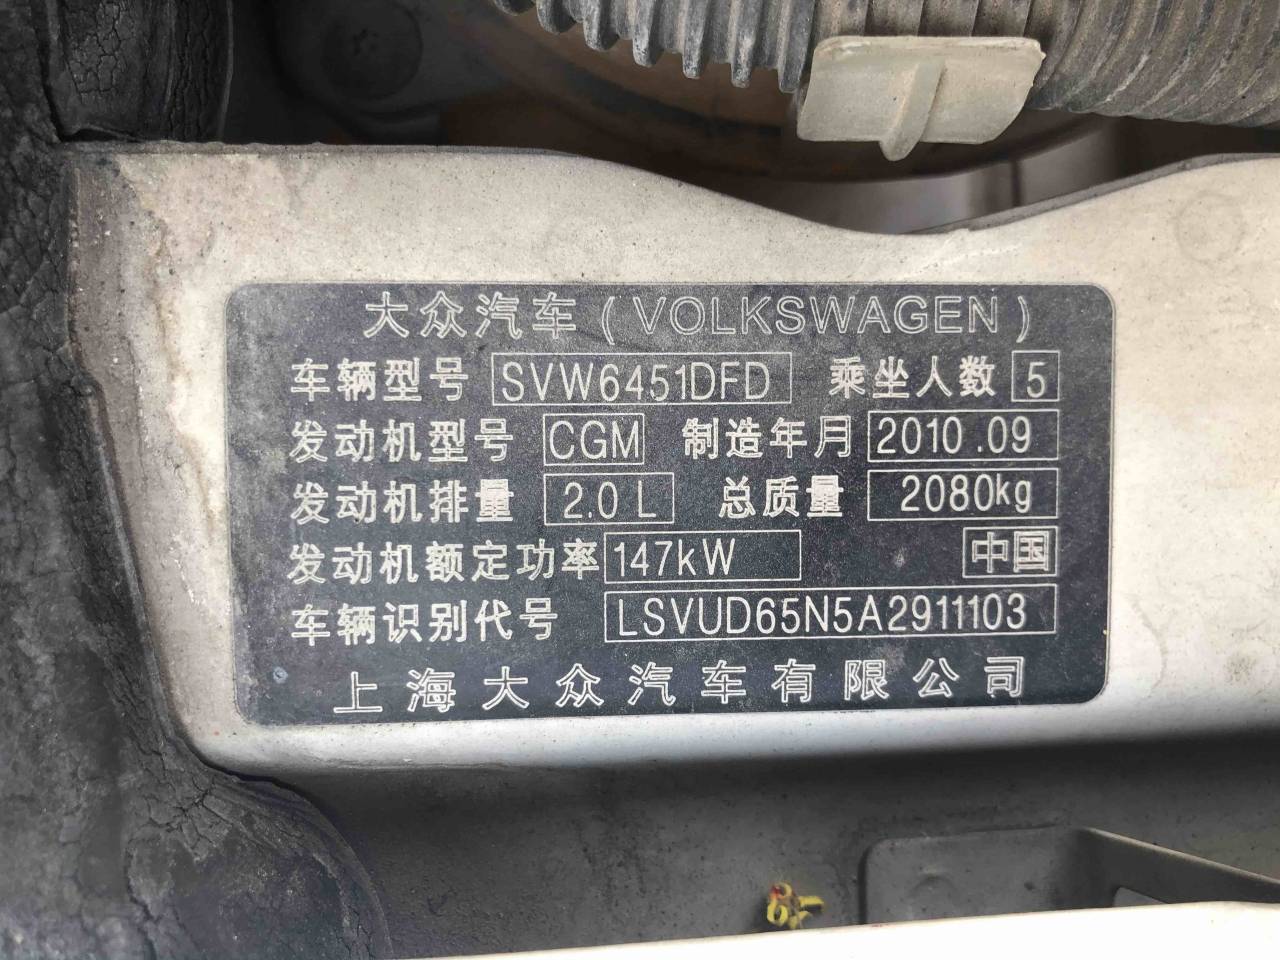 大众汽车(VOLKSWAGEN)
车辆型号 SVW6451DFD 乘坐人数 5
发动机型号 CGM 制造年月 2010.09
发动机排量 2.0 L 总质量 2080kg
发动机额定功率 147kW 中国
车辆识别代号 LSVUD65N5A2911103
上海大众汽车有限公司